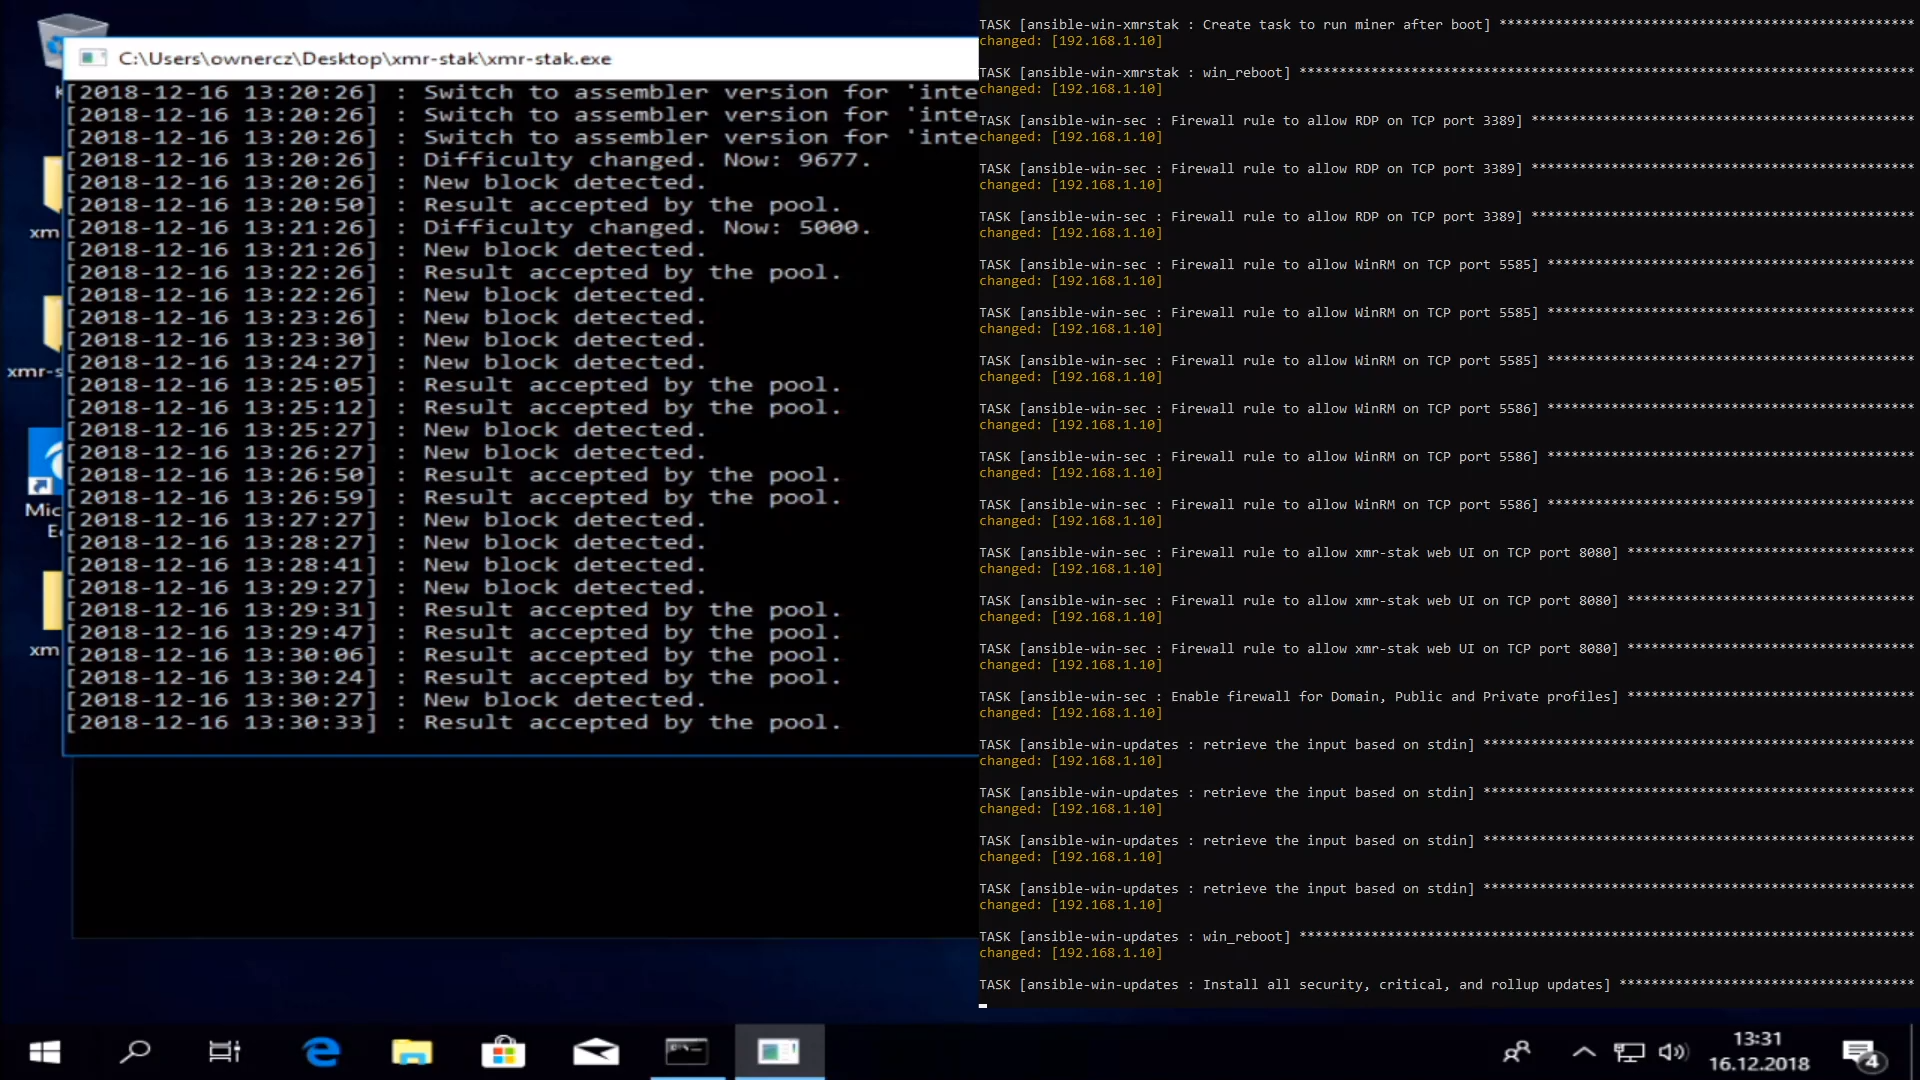 C:\Users\ownercz\Desktop\xmr-stak\xmr-stak.exe
[2018-12-16 13:20:26] : Switch to assembler version for 'inte
[2018-12-16 13:20:26] : Switch to assembler version for 'inte
[2018-12-16 13:20:26] : Switch to assembler version for 'inte
[2018-12-16 13:20:26] : Difficulty changed. Now: 9677.
[2018-12-16 13:20:26] : New block detected.
[2018-12-16 13:20:50] : Result accepted by the pool.
[2018-12-16 13:21:26] : Difficulty changed. Now: 5000.
[2018-12-16 13:21:26] : New block detected.
[2018-12-16 13:22:26] : Result accepted by the pool.
[2018-12-16 13:22:26] : New block detected.
[2018-12-16 13:23:26] : New block detected.
[2018-12-16 13:23:30] : New block detected.
[2018-12-16 13:24:27] : New block detected.
[2018-12-16 13:25:05] : Result accepted by the pool.
[2018-12-16 13:25:12] : Result accepted by the pool.
[2018-12-16 13:25:27] : New block detected.
[2018-12-16 13:26:27] : New block detected.
[2018-12-16 13:26:50] : Result accepted by the pool.
[2018-12-16 13:26:59] : Result accepted by the pool.
[2018-12-16 13:27:27] : New block detected.
[2018-12-16 13:28:27] : New block detected.
[2018-12-16 13:28:41] : New block detected.
[2018-12-16 13:29:27] : New block detected.
[2018-12-16 13:29:31] : Result accepted by the pool.
[2018-12-16 13:29:47] : Result accepted by the pool.
[2018-12-16 13:30:06] : Result accepted by the pool.
[2018-12-16 13:30:24] : Result accepted by the pool.
[2018-12-16 13:30:27] : New block detected.
[2018-12-16 13:30:33] : Result accepted by the pool.
xm
xmr-s
Mic
E
xm
TASK [ansible-win-xmrstak : Create task to run miner after boot] ****************************************************
changed: [192.168.1.10]
TASK [ansible-win-xmrstak : win_reboot] *****************************************************************************
changed: [192.168.1.10]
TASK [ansible-win-sec : Firewall rule to allow RDP on TCP port 3389] ************************************************
changed: [192.168.1.10]
TASK [ansible-win-sec : Firewall rule to allow RDP on TCP port 3389] ************************************************
changed: [192.168.1.10]
TASK [ansible-win-sec : Firewall rule to allow RDP on TCP port 3389] ************************************************
changed: [192.168.1.10]
TASK [ansible-win-sec : Firewall rule to allow WinRM on TCP port 5585] **********************************************
changed: [192.168.1.10]
TASK [ansible-win-sec : Firewall rule to allow WinRM on TCP port 5585] **********************************************
changed: [192.168.1.10]
TASK [ansible-win-sec : Firewall rule to allow WinRM on TCP port 5585] **********************************************
changed: [192.168.1.10]
TASK [ansible-win-sec : Firewall rule to allow WinRM on TCP port 5586] **********************************************
changed: [192.168.1.10]
TASK [ansible-win-sec : Firewall rule to allow WinRM on TCP port 5586] **********************************************
changed: [192.168.1.10]
TASK [ansible-win-sec : Firewall rule to allow WinRM on TCP port 5586] **********************************************
changed: [192.168.1.10]
TASK [ansible-win-sec : Firewall rule to allow xmr-stak web UI on TCP port 8080] ************************************
changed: [192.168.1.10]
TASK [ansible-win-sec : Firewall rule to allow xmr-stak web UI on TCP port 8080] ************************************
changed: [192.168.1.10]
TASK [ansible-win-sec : Firewall rule to allow xmr-stak web UI on TCP port 8080] ************************************
changed: [192.168.1.10]
TASK [ansible-win-sec : Enable firewall for Domain, Public and Private profiles] ************************************
changed: [192.168.1.10]
TASK [ansible-win-updates : retrieve the input based on stdin] ******************************************************
changed: [192.168.1.10]
TASK [ansible-win-updates : retrieve the input based on stdin] ******************************************************
changed: [192.168.1.10]
TASK [ansible-win-updates : retrieve the input based on stdin] ******************************************************
changed: [192.168.1.10]
TASK [ansible-win-updates : retrieve the input based on stdin] ******************************************************
changed: [192.168.1.10]
TASK [ansible-win-updates : win_reboot] *****************************************************************************
changed: [192.168.1.10]
TASK [ansible-win-updates : Install all security, critical, and rollup updates] *************************************
13:31
16.12.2018
4